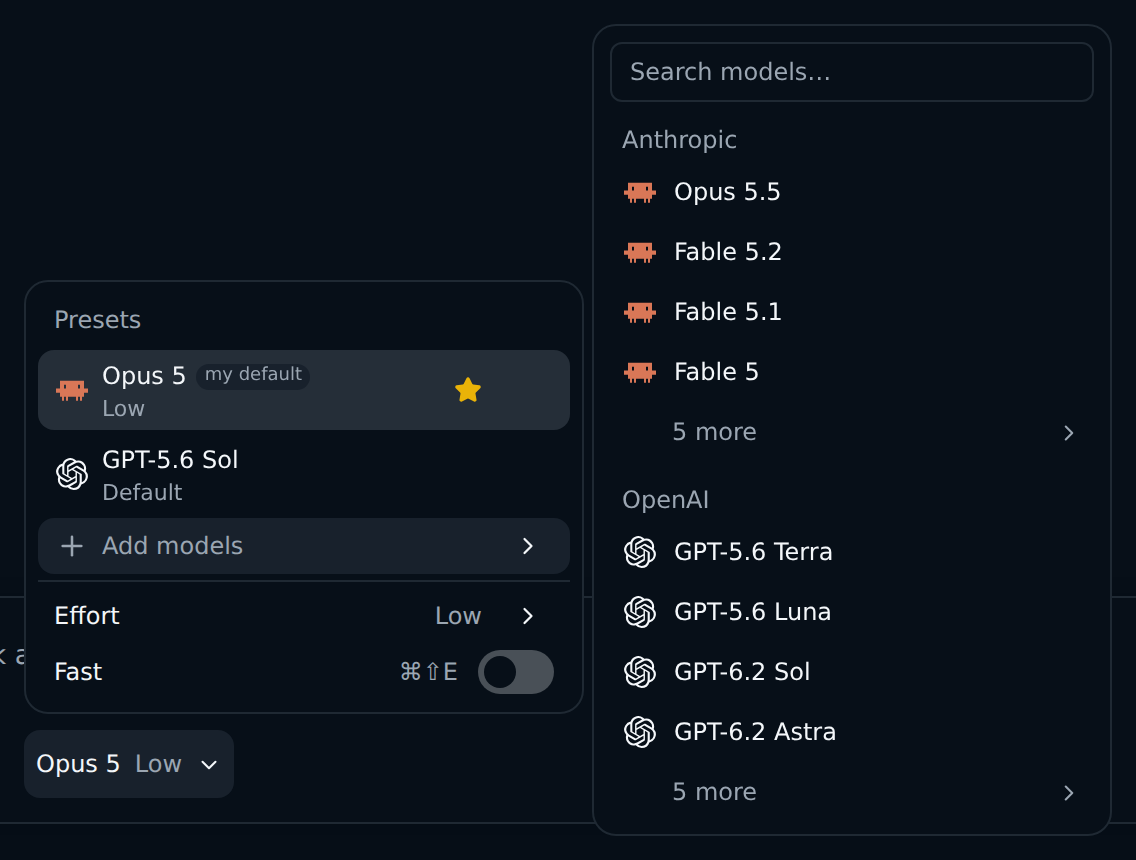 Search models...
Anthropic
Opus 5.5
Fable 5.2
Fable 5.1
Fable 5
5 more
OpenAI
GPT-5.6 Terra
GPT-5.6 Luna
GPT-6.2 Sol
GPT-6.2 Astra
5 more
Presets
Opus 5 my default
Low
GPT-5.6 Sol
Default
Add models
Effort Low
Fast ⌘⇧E
Opus 5 Low